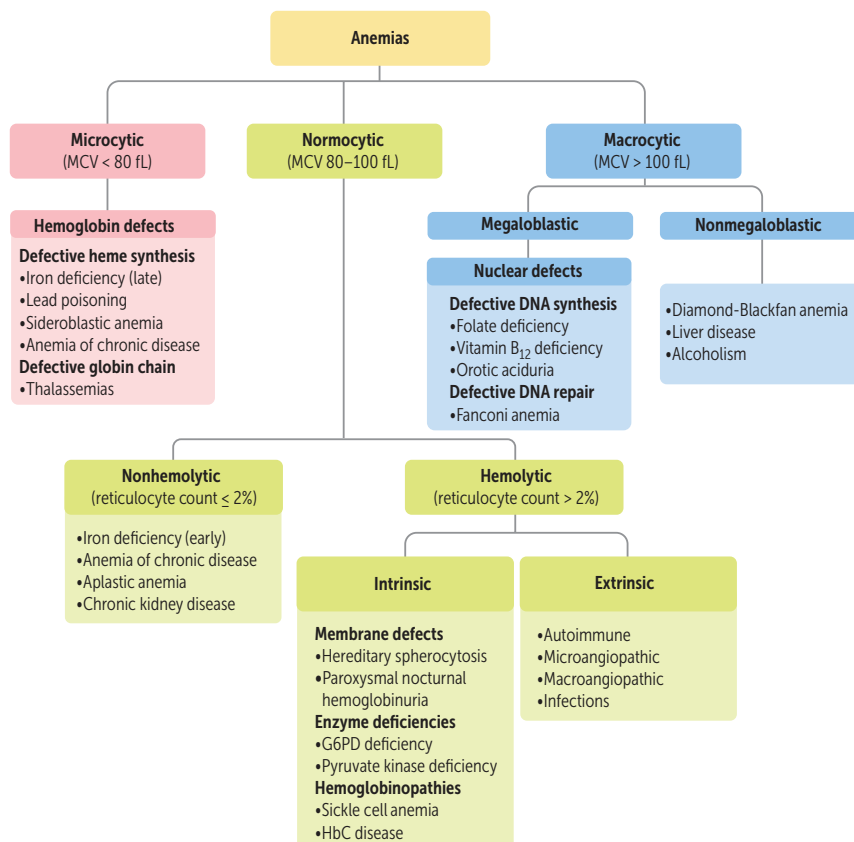 Anemias
Microcytic
(MCV < 80 fL)
Normocytic
(MCV 80–100 fL)
Macrocytic
(MCV > 100 fL)
Hemoglobin defects
Defective heme synthesis
•Iron deficiency (late)
•Lead poisoning
•Sideroblastic anemia
•Anemia of chronic disease
Defective globin chain
•Thalassemias
Megaloblastic
Nuclear defects
Defective DNA synthesis
•Folate deficiency
•Vitamin B12 deficiency
•Orotic aciduria
Defective DNA repair
•Fanconi anemia
Nonmegaloblastic
•Diamond-Blackfan anemia
•Liver disease
•Alcoholism
Nonhemolytic
(reticulocyte count ≤ 2%)
•Iron deficiency (early)
•Anemia of chronic disease
•Aplastic anemia
•Chronic kidney disease
Hemolytic
(reticulocyte count > 2%)
Intrinsic
Membrane defects
•Hereditary spherocytosis
•Paroxysmal nocturnal
hemoglobinuria
Enzyme deficiencies
•G6PD deficiency
•Pyruvate kinase deficiency
Hemoglobinopathies
•Sickle cell anemia
•HbC disease
Extrinsic
•Autoimmune
•Microangiopathic
•Macroangiopathic
•Infections